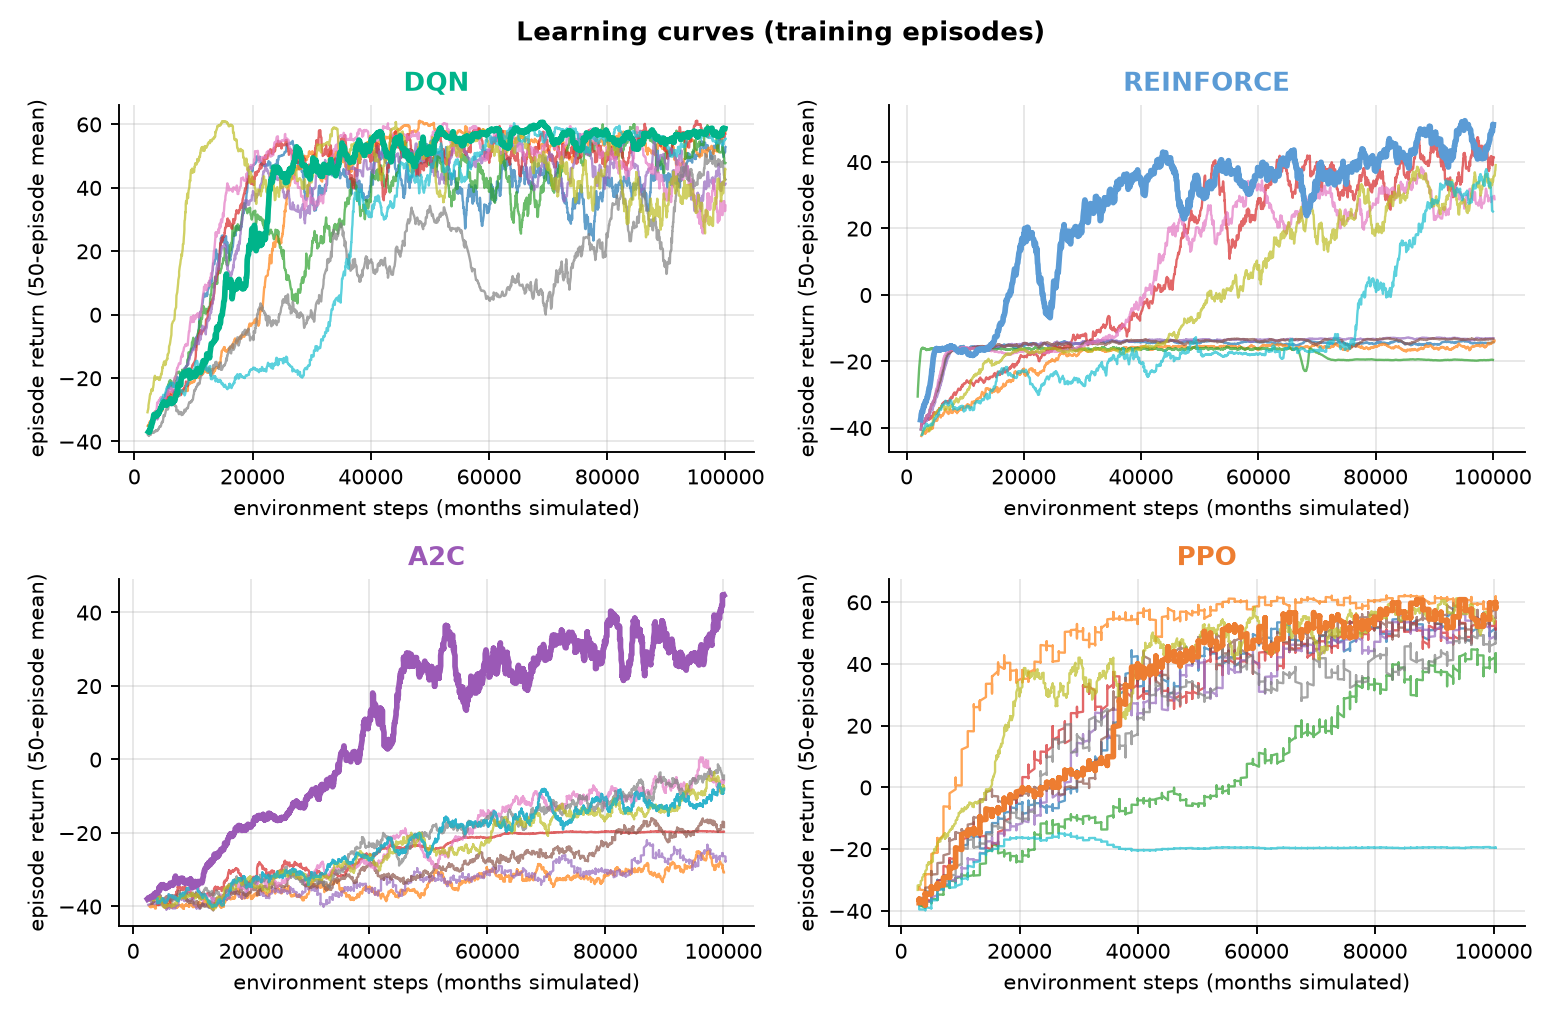 Learning curves (training episodes)
DQN
episode return (50-episode mean)
60
40
20
0
−20
−40
0 20000 40000 60000 80000 100000
environment steps (months simulated)
REINFORCE
episode return (50-episode mean)
40
20
0
−20
−40
0 20000 40000 60000 80000 100000
environment steps (months simulated)
A2C
episode return (50-episode mean)
40
20
0
−20
−40
0 20000 40000 60000 80000 100000
environment steps (months simulated)
PPO
episode return (50-episode mean)
60
40
20
0
−20
−40
0 20000 40000 60000 80000 100000
environment steps (months simulated)